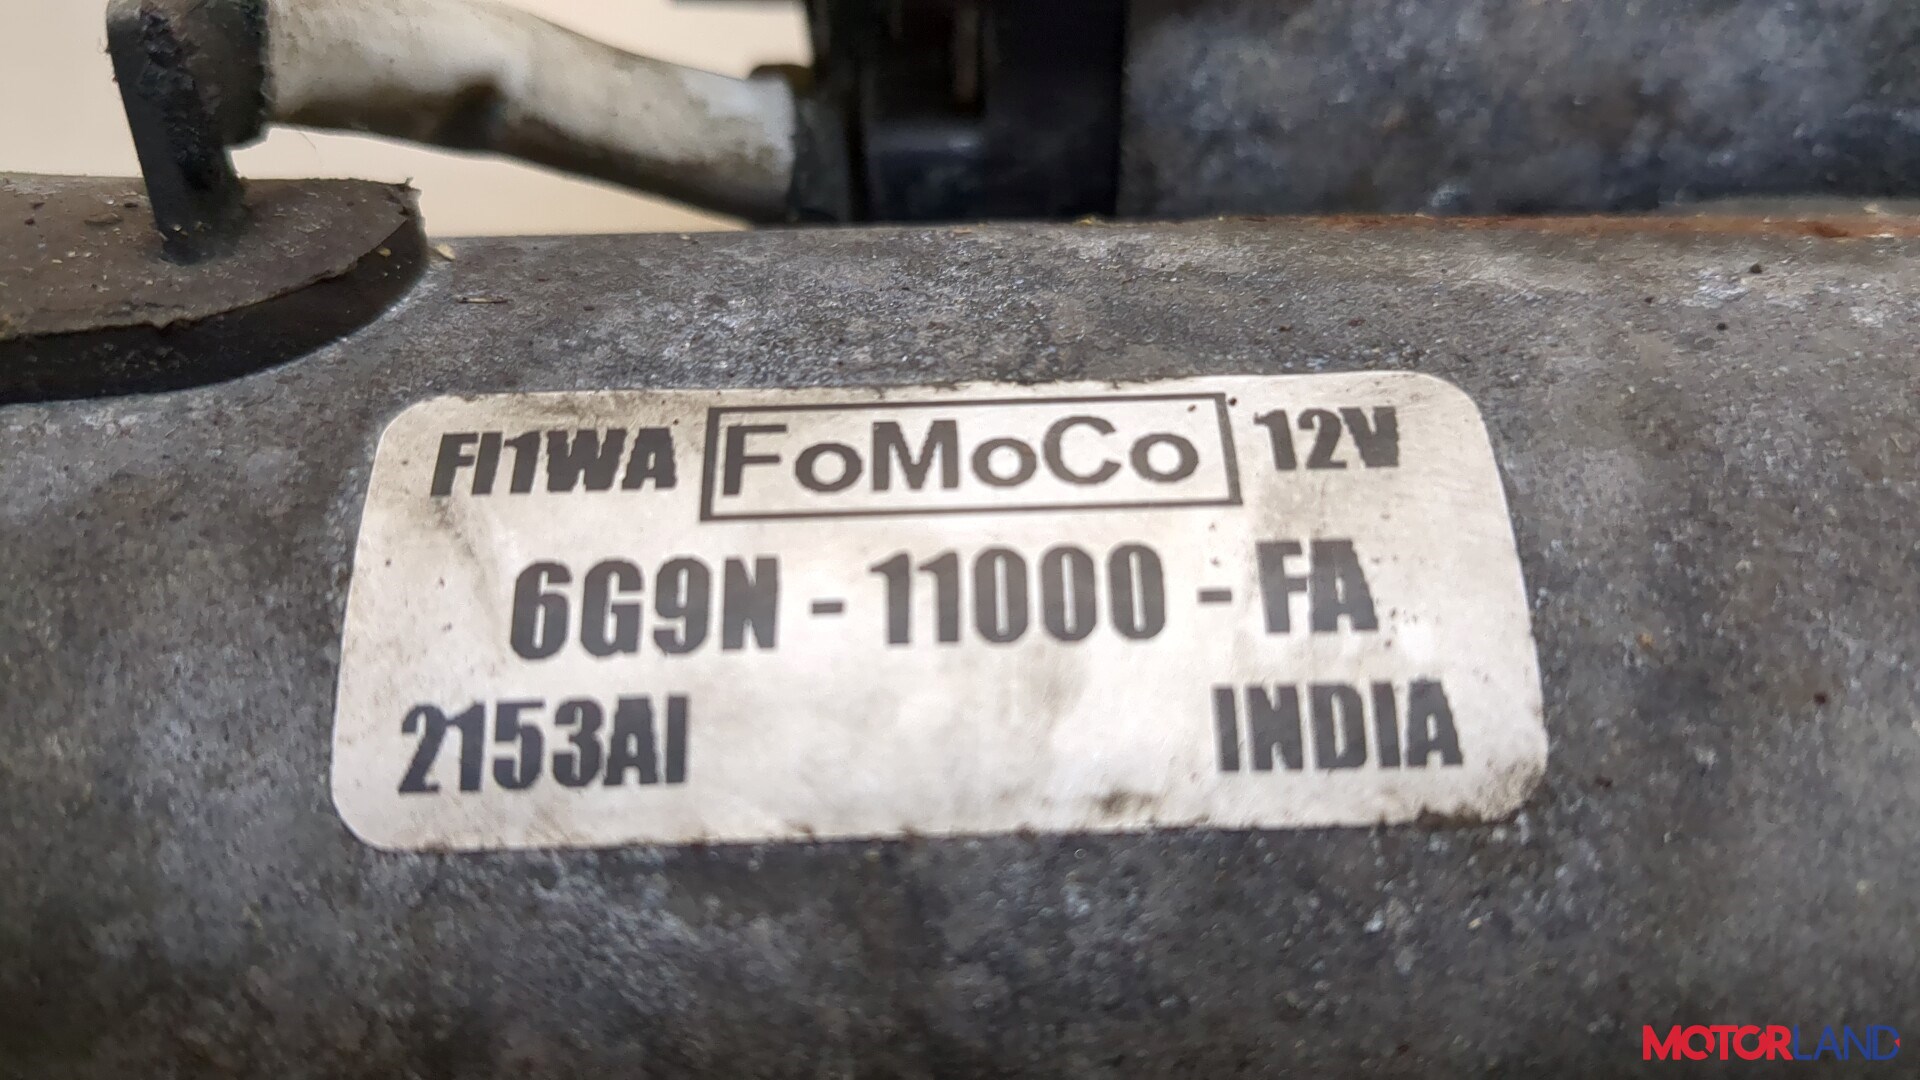 FI1WA FoMoCo 12V
6G9N - 11000 - FA
2153AI INDIA
MOTORLAND